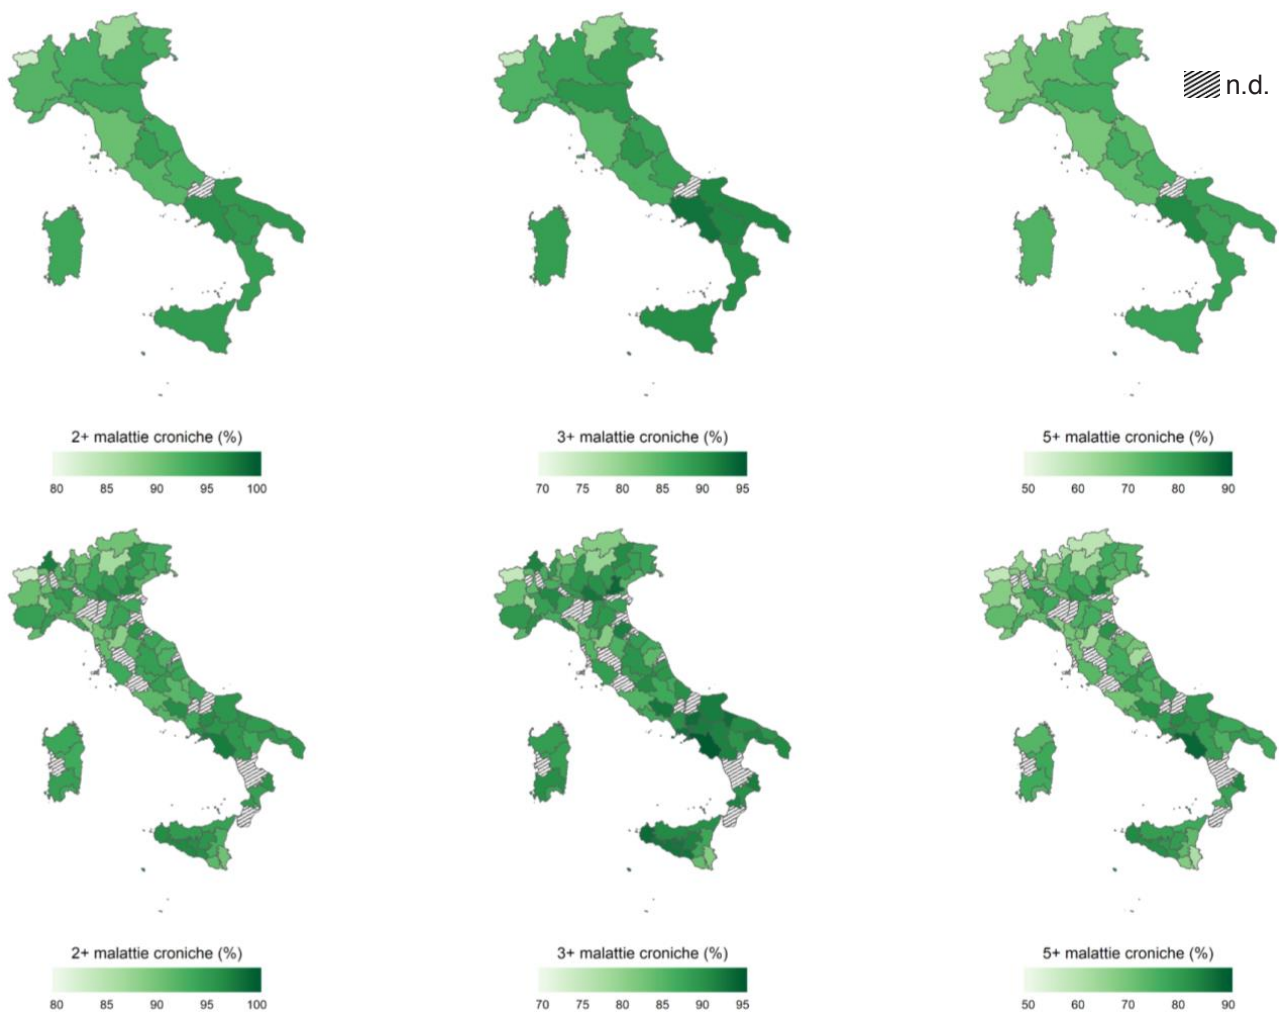 n.d.
2+ malattie croniche (%)
80 85 90 95 100
3+ malattie croniche (%)
70 75 80 85 90 95
5+ malattie croniche (%)
50 60 70 80 90
2+ malattie croniche (%)
80 85 90 95 100
3+ malattie croniche (%)
70 75 80 85 90 95
5+ malattie croniche (%)
50 60 70 80 90